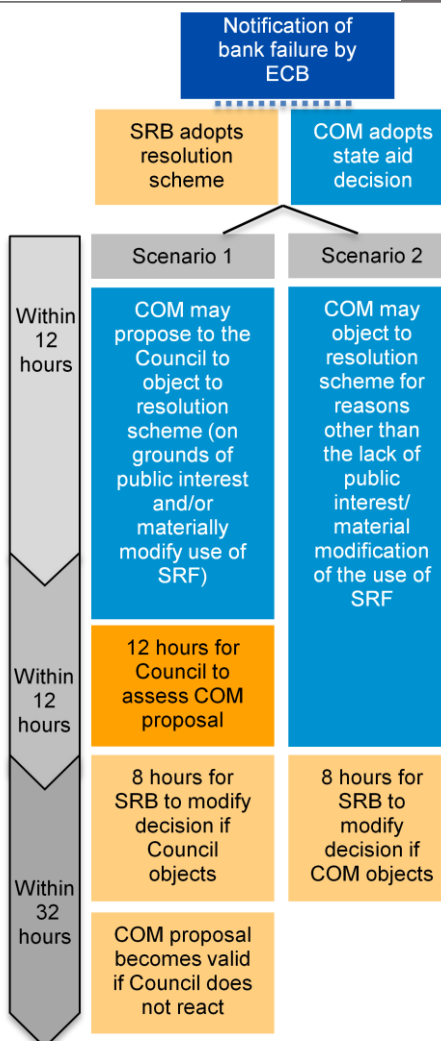 Notification of
bank failure by
ECB
SRB adopts
resolution
scheme
COM adopts
state aid
decision
Scenario 1
Scenario 2
Within
12
hours
COM may
propose to the
Council to
object to
resolution
scheme (on
grounds of
public interest
and/or
materially
modify use of
SRF)
COM may
object to
resolution
scheme for
reasons
other than
the lack of
public
interest/
material
modification
of the use of
SRF
Within
12
hours
12 hours for
Council to
assess COM
proposal
Within
32
hours
8 hours for
SRB to modify
decision if
Council
objects
8 hours for
SRB to
modify
decision if
COM objects
COM proposal
becomes valid
if Council does
not react